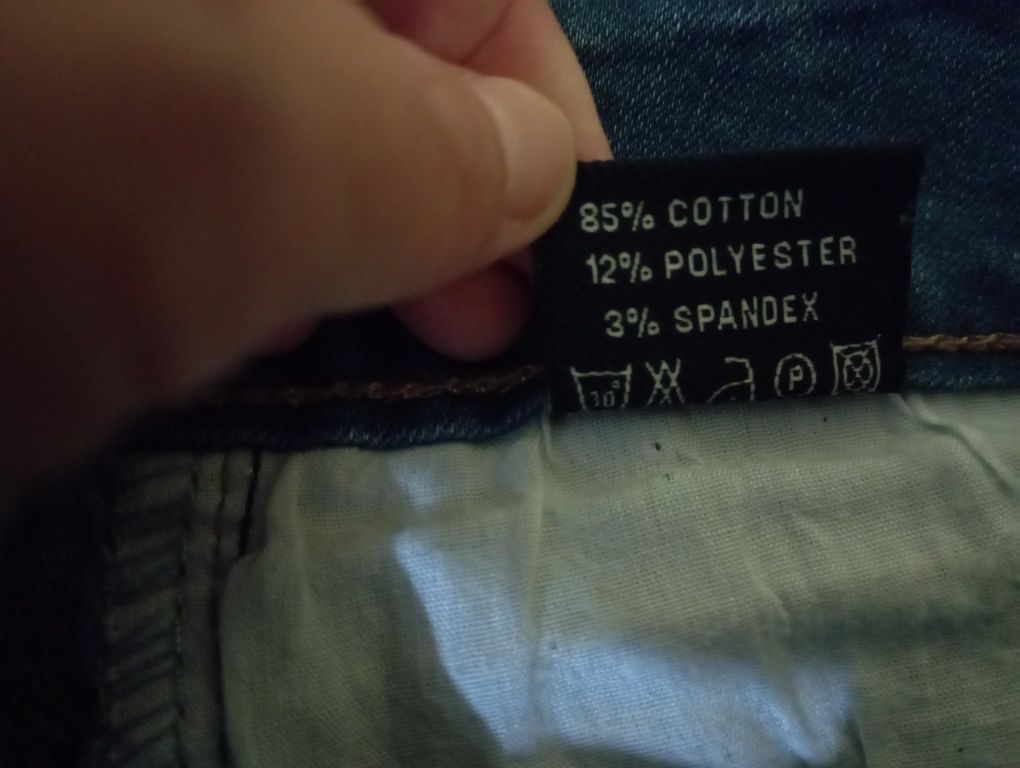 85% COTTON
12% POLYESTER
3% SPANDEX
P